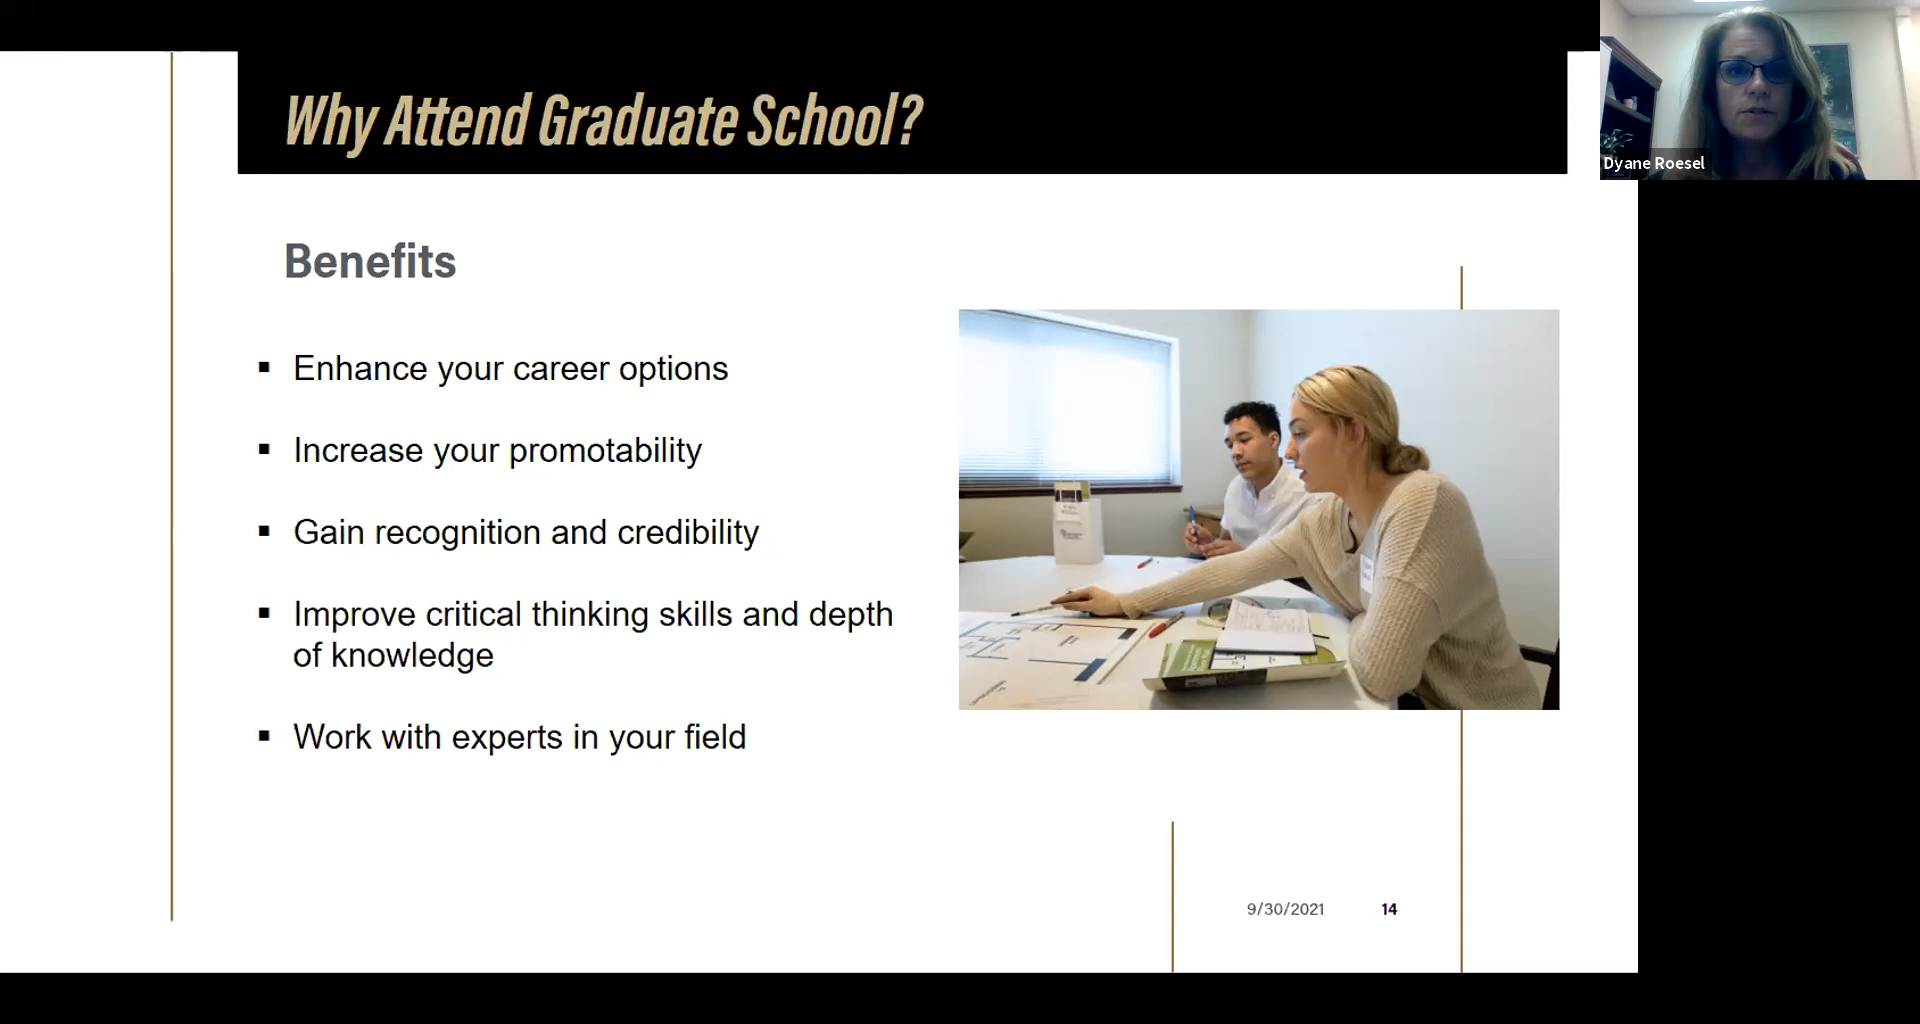 Why Attend Graduate School?
Dyane Roesel
Benefits
▪ Enhance your career options
▪ Increase your promotability
▪ Gain recognition and credibility
▪ Improve critical thinking skills and depth
of knowledge
▪ Work with experts in your field
9/30/2021
14